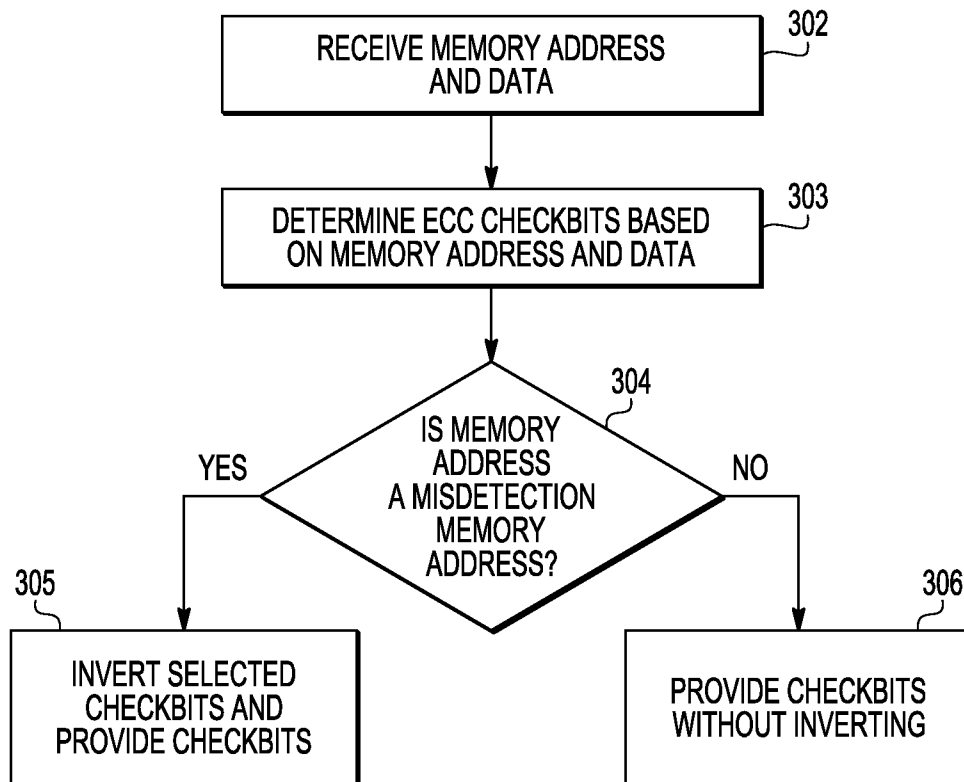 302
RECEIVE MEMORY ADDRESS
AND DATA
303
DETERMINE ECC CHECKBITS BASED
ON MEMORY ADDRESS AND DATA
304
IS MEMORY
ADDRESS
A MISDETECTION
MEMORY
ADDRESS?
YES
NO
305
INVERT SELECTED
CHECKBITS AND
PROVIDE CHECKBITS
306
PROVIDE CHECKBITS
WITHOUT INVERTING